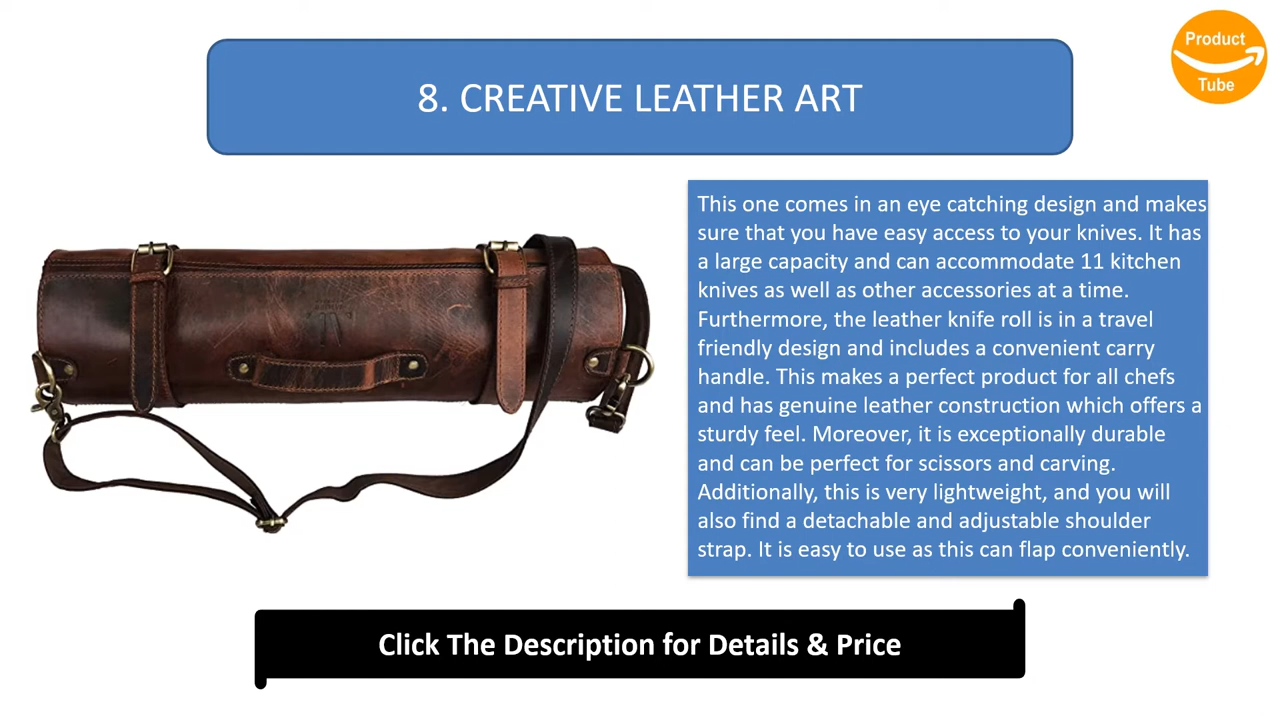 Product
Tube
8. CREATIVE LEATHER ART
This one comes in an eye catching design and makes
sure that you have easy access to your knives. It has
a large capacity and can accommodate 11 kitchen
knives as well as other accessories at a time.
Furthermore, the leather knife roll is in a travel
friendly design and includes a convenient carry
handle. This makes a perfect product for all chefs
and has genuine leather construction which offers a
sturdy feel. Moreover, it is exceptionally durable
and can be perfect for scissors and carving.
Additionally, this is very lightweight, and you will
also find a detachable and adjustable shoulder
strap. It is easy to use as this can flap conveniently.
Click The Description for Details & Price